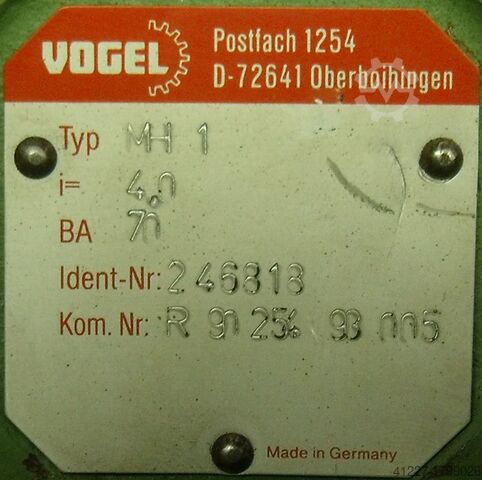 VOGEL
Postfach 1254
D-72641 Oberboihingen
Typ MH 1
i= 4,0
BA 70
Ident-Nr: 246818
Kom. Nr: R 90 254 93 005
Made in Germany